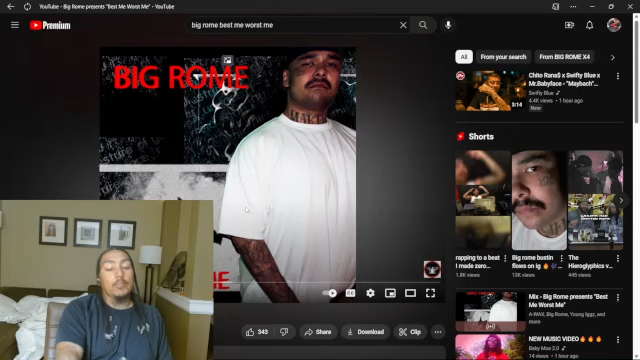 YouTube - Big Rome presents "Best Me Worst Me" - YouTube
Premium
big rome best me worst me
BIG ROME
All
From your search
From BIG ROME X4
Chito Rana$ x Swifty Blue x
Mr.Babyface - "Maybach"...
Swifty Blue
4.4K views • 1 hour ago
New
3:14
Shorts
rapping to a beat
I made zero...
1.8K views
Big rome bustin
flows on ig
13K views
The
Hieroglyphics v...
445 views
Mix - Big Rome presents "Best
Me Worst Me"
A-WAX, Big Rome, Young Iggz, and
more
NEW MUSIC VIDEO
Baby Moe 2.0
14 views • 1 hour ago
343
Share
Download
Clip